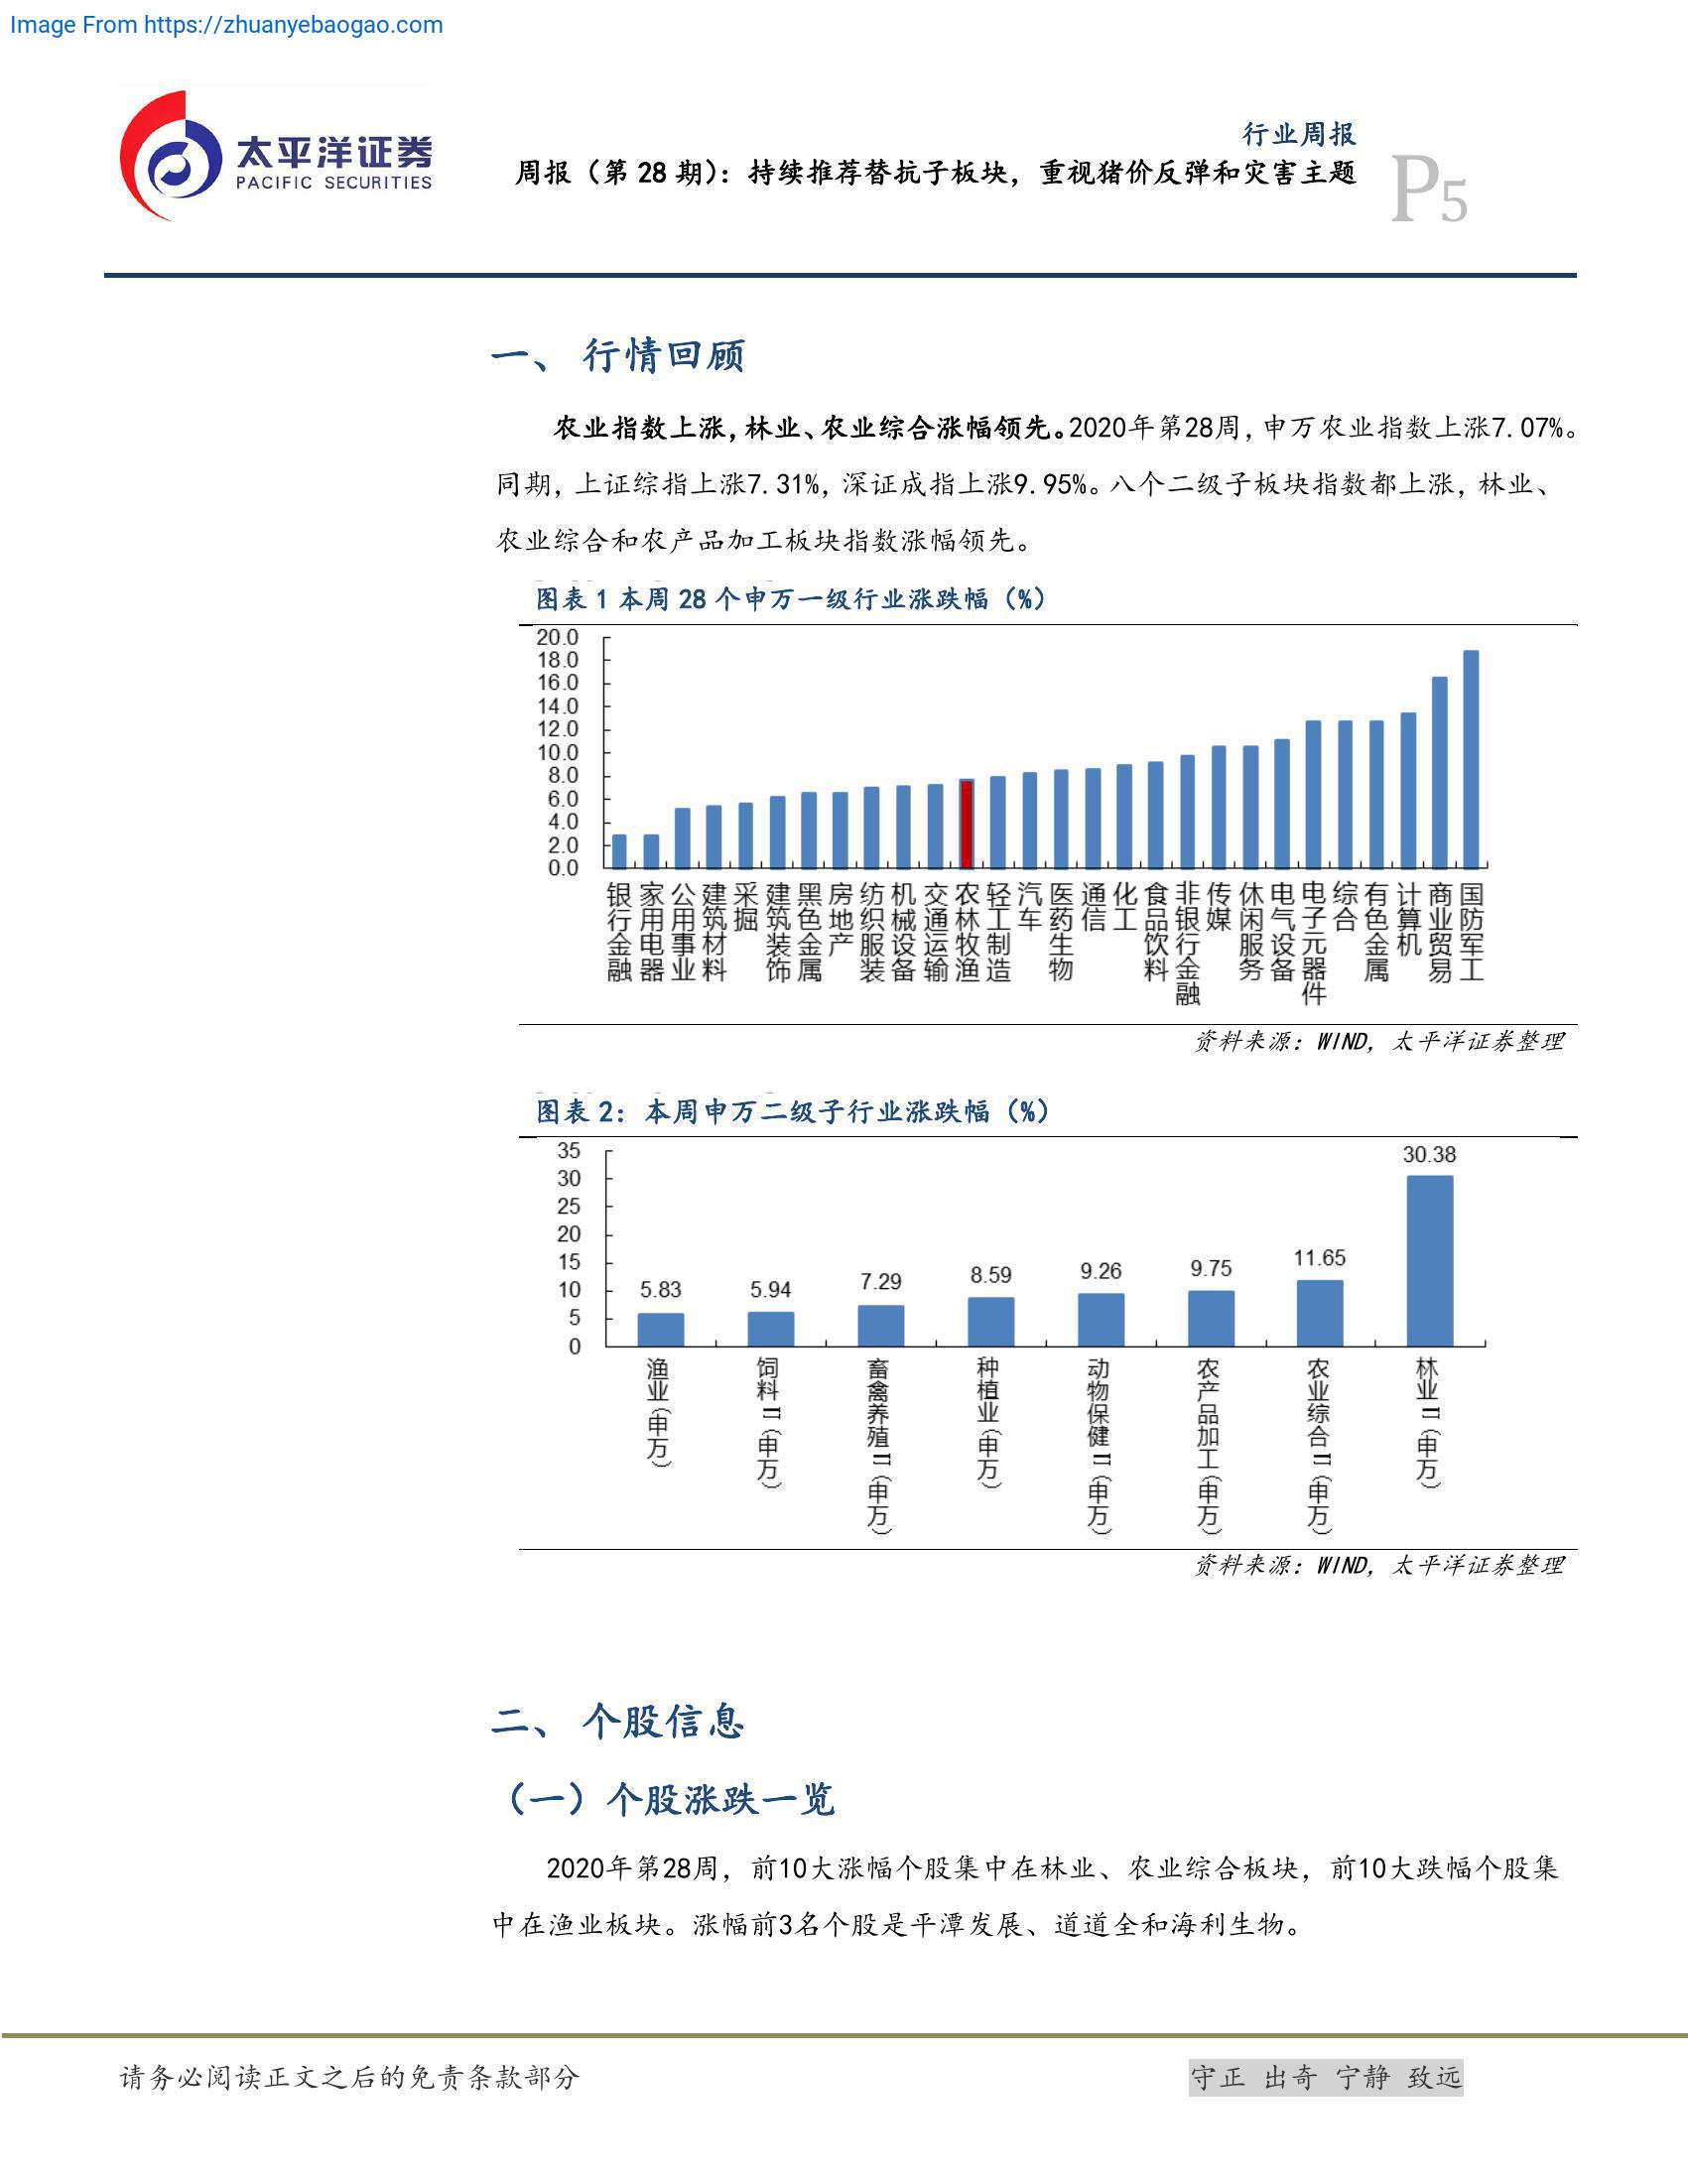 Image From https://zhuanyebaogao.com
太平洋证券
PACIFIC SECURITIES
行业周报
周报（第 28 期）：持续推荐替抗子板块，重视猪价反弹和灾害主题
P5
一、 行情回顾
农业指数上涨，林业、农业综合涨幅领先。2020年第28周，申万农业指数上涨7.07%。
同期，上证综指上涨7.31%，深证成指上涨9.95%。八个二级子板块指数都上涨，林业、
农业综合和农产品加工板块指数涨幅领先。
图表 1 本周 28 个申万一级行业涨跌幅（%）
20.0
18.0
16.0
14.0
12.0
10.0
8.0
6.0
4.0
2.0
0.0
银行金融
家用电器
公用事业
建筑材料
采掘
建筑装饰
黑色金属
房地产
纺织服装
机械设备
交通运输
农林牧渔
轻工制造
汽车
医药生物
通信
化工
食品饮料
非银行金融
传媒
休闲服务
电气设备
电子元器件
综合
有色金属
计算机
商业贸易
国防军工
资料来源：WIND，太平洋证券整理
图表 2：本周申万二级子行业涨跌幅（%）
35
30
25
20
15
10
5
0
5.83
5.94
7.29
8.59
9.26
9.75
11.65
30.38
渔业（申万）
饲料Ⅱ（申万）
畜禽养殖Ⅱ（申万）
种植业（申万）
动物保健Ⅱ（申万）
农产品加工（申万）
农业综合Ⅱ（申万）
林业Ⅱ（申万）
资料来源：WIND，太平洋证券整理
二、 个股信息
（一）个股涨跌一览
2020年第28周，前10大涨幅个股集中在林业、农业综合板块，前10大跌幅个股集
中在渔业板块。涨幅前3名个股是平潭发展、道道全和海利生物。
请务必阅读正文之后的免责条款部分
守正 出奇 宁静 致远